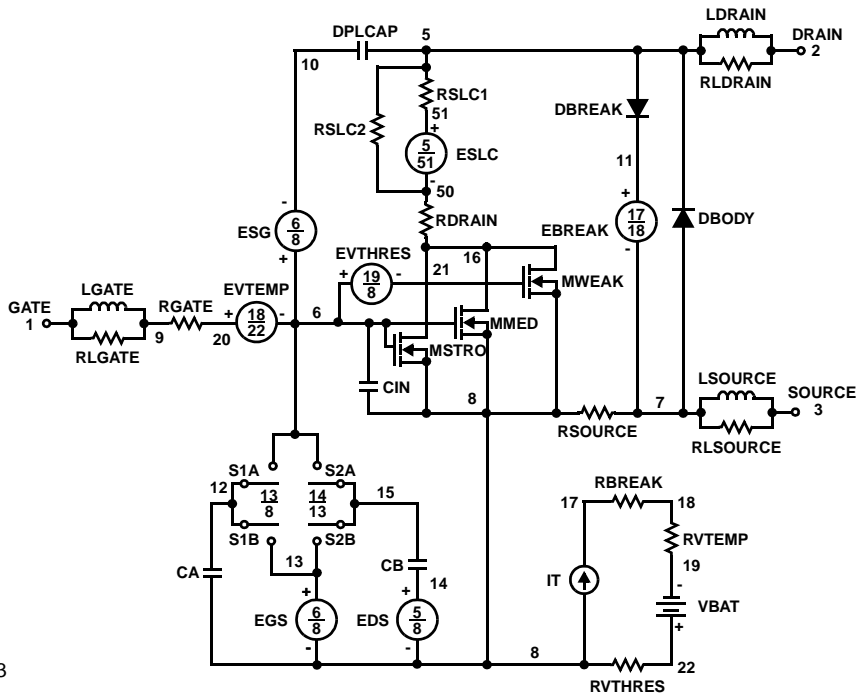 LDRAIN
DPLCAP 5 DRAIN
10 2
RSLC1 RLDRAIN
51 DBREAK
RSLC2 +
5
51 ESLC
11
-
50
- +
RDRAIN 17
18 DBODY
6
8 EBREAK
ESG
EVTHRES 16 -
+ + 19
8 - 21 MWEAK
LGATE EVTEMP
GATE RGATE + 18
22 - 6 MMED
1
9 20 MSTRO
RLGATE
LSOURCE
CIN 8 7 SOURCE
3
RSOURCE
RLSOURCE
S1A S2A
12 13
8 14
13 15 RBREAK
17 18
S1B S2B
RVTEMP
13 CB 19
CA 14 IT -
+ + VBAT
EGS 6
8 EDS 5
8 +
- - 8
22
RVTHRES
3